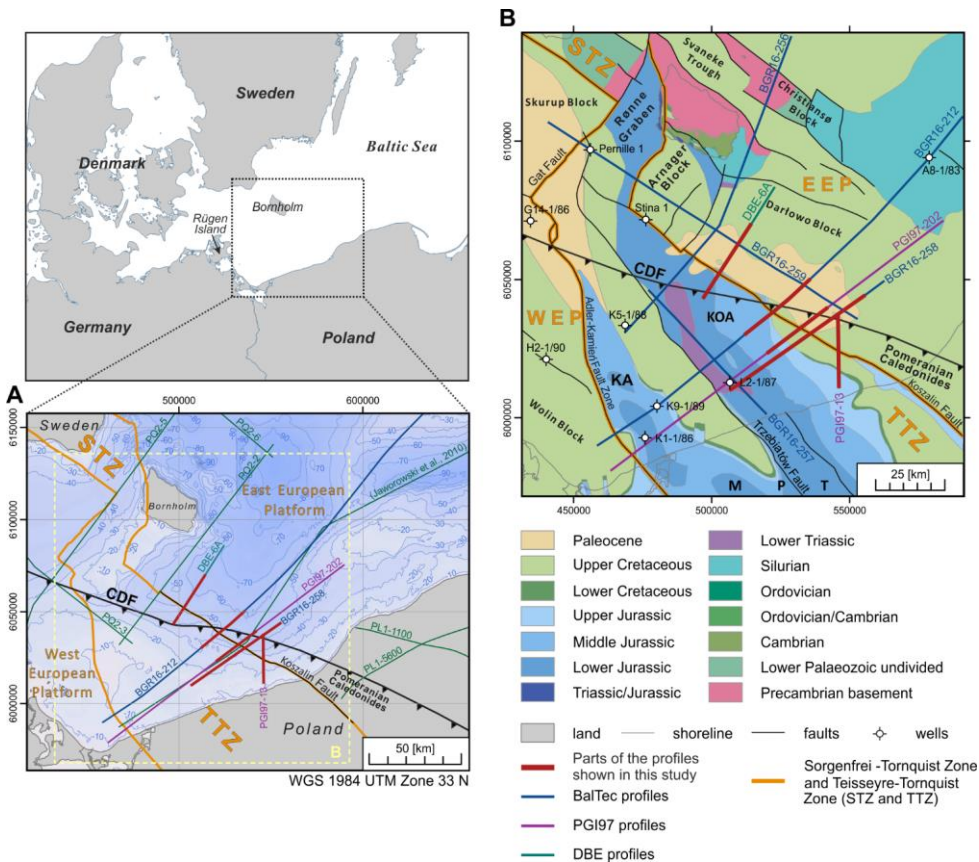 Sweden
Baltic Sea
Denmark
Bornholm
Rügen
Island
Germany
Poland
A
500000
600000
6150000
6100000
6050000
6000000
Sweden
STZ
PQ2-5
PQ2-6
PQ2-2
(Jaworowski et al., 2010)
East European
Platform
Bornholm
DBE-6A
CDF
PGI97-202
BGR16-258
PQ2-3
PL1-1100
West
European
Platform
BGR16-212
PL1-5600
Koszalin Fault
Pomeranian
Caledonides
TTZ
PGI97-13
Poland
B
50 [km]
WGS 1984 UTM Zone 33 N
B
STZ
Svaneke
Trough
BGR16-256
Skurup Block
Rønne
Graben
Christiansø
Block
BGR16-212
6100000
Pernille 1
A8-1/83
Gat Fault
Arnager
Block
EEP
DBE-6A
G14-1/86
Stina 1
Darlowo Block
PGI97-202
BGR16-258
BGR16-259
CDF
6050000
WEP
K5-1/88
KOA
Adler-Kamień Fault Zone
H2-1/90
Pomeranian
Caledonides
KA
L2-1/87
Koszalin Fault
Wolin Block
K9-1/89
6000000
K1-1/86
BGR16-257
PGI97-13
TTZ
Trzebiatów Fault
M P T
25 [km]
450000
500000
550000
Paleocene
Upper Cretaceous
Lower Cretaceous
Upper Jurassic
Middle Jurassic
Lower Jurassic
Triassic/Jurassic
Lower Triassic
Silurian
Ordovician
Ordovician/Cambrian
Cambrian
Lower Palaeozoic undivided
Precambrian basement
land
shoreline
faults
wells
Parts of the profiles
shown in this study
BalTec profiles
PGI97 profiles
DBE profiles
Sorgenfrei -Tornquist Zone
and Teisseyre-Tornquist
Zone (STZ and TTZ)